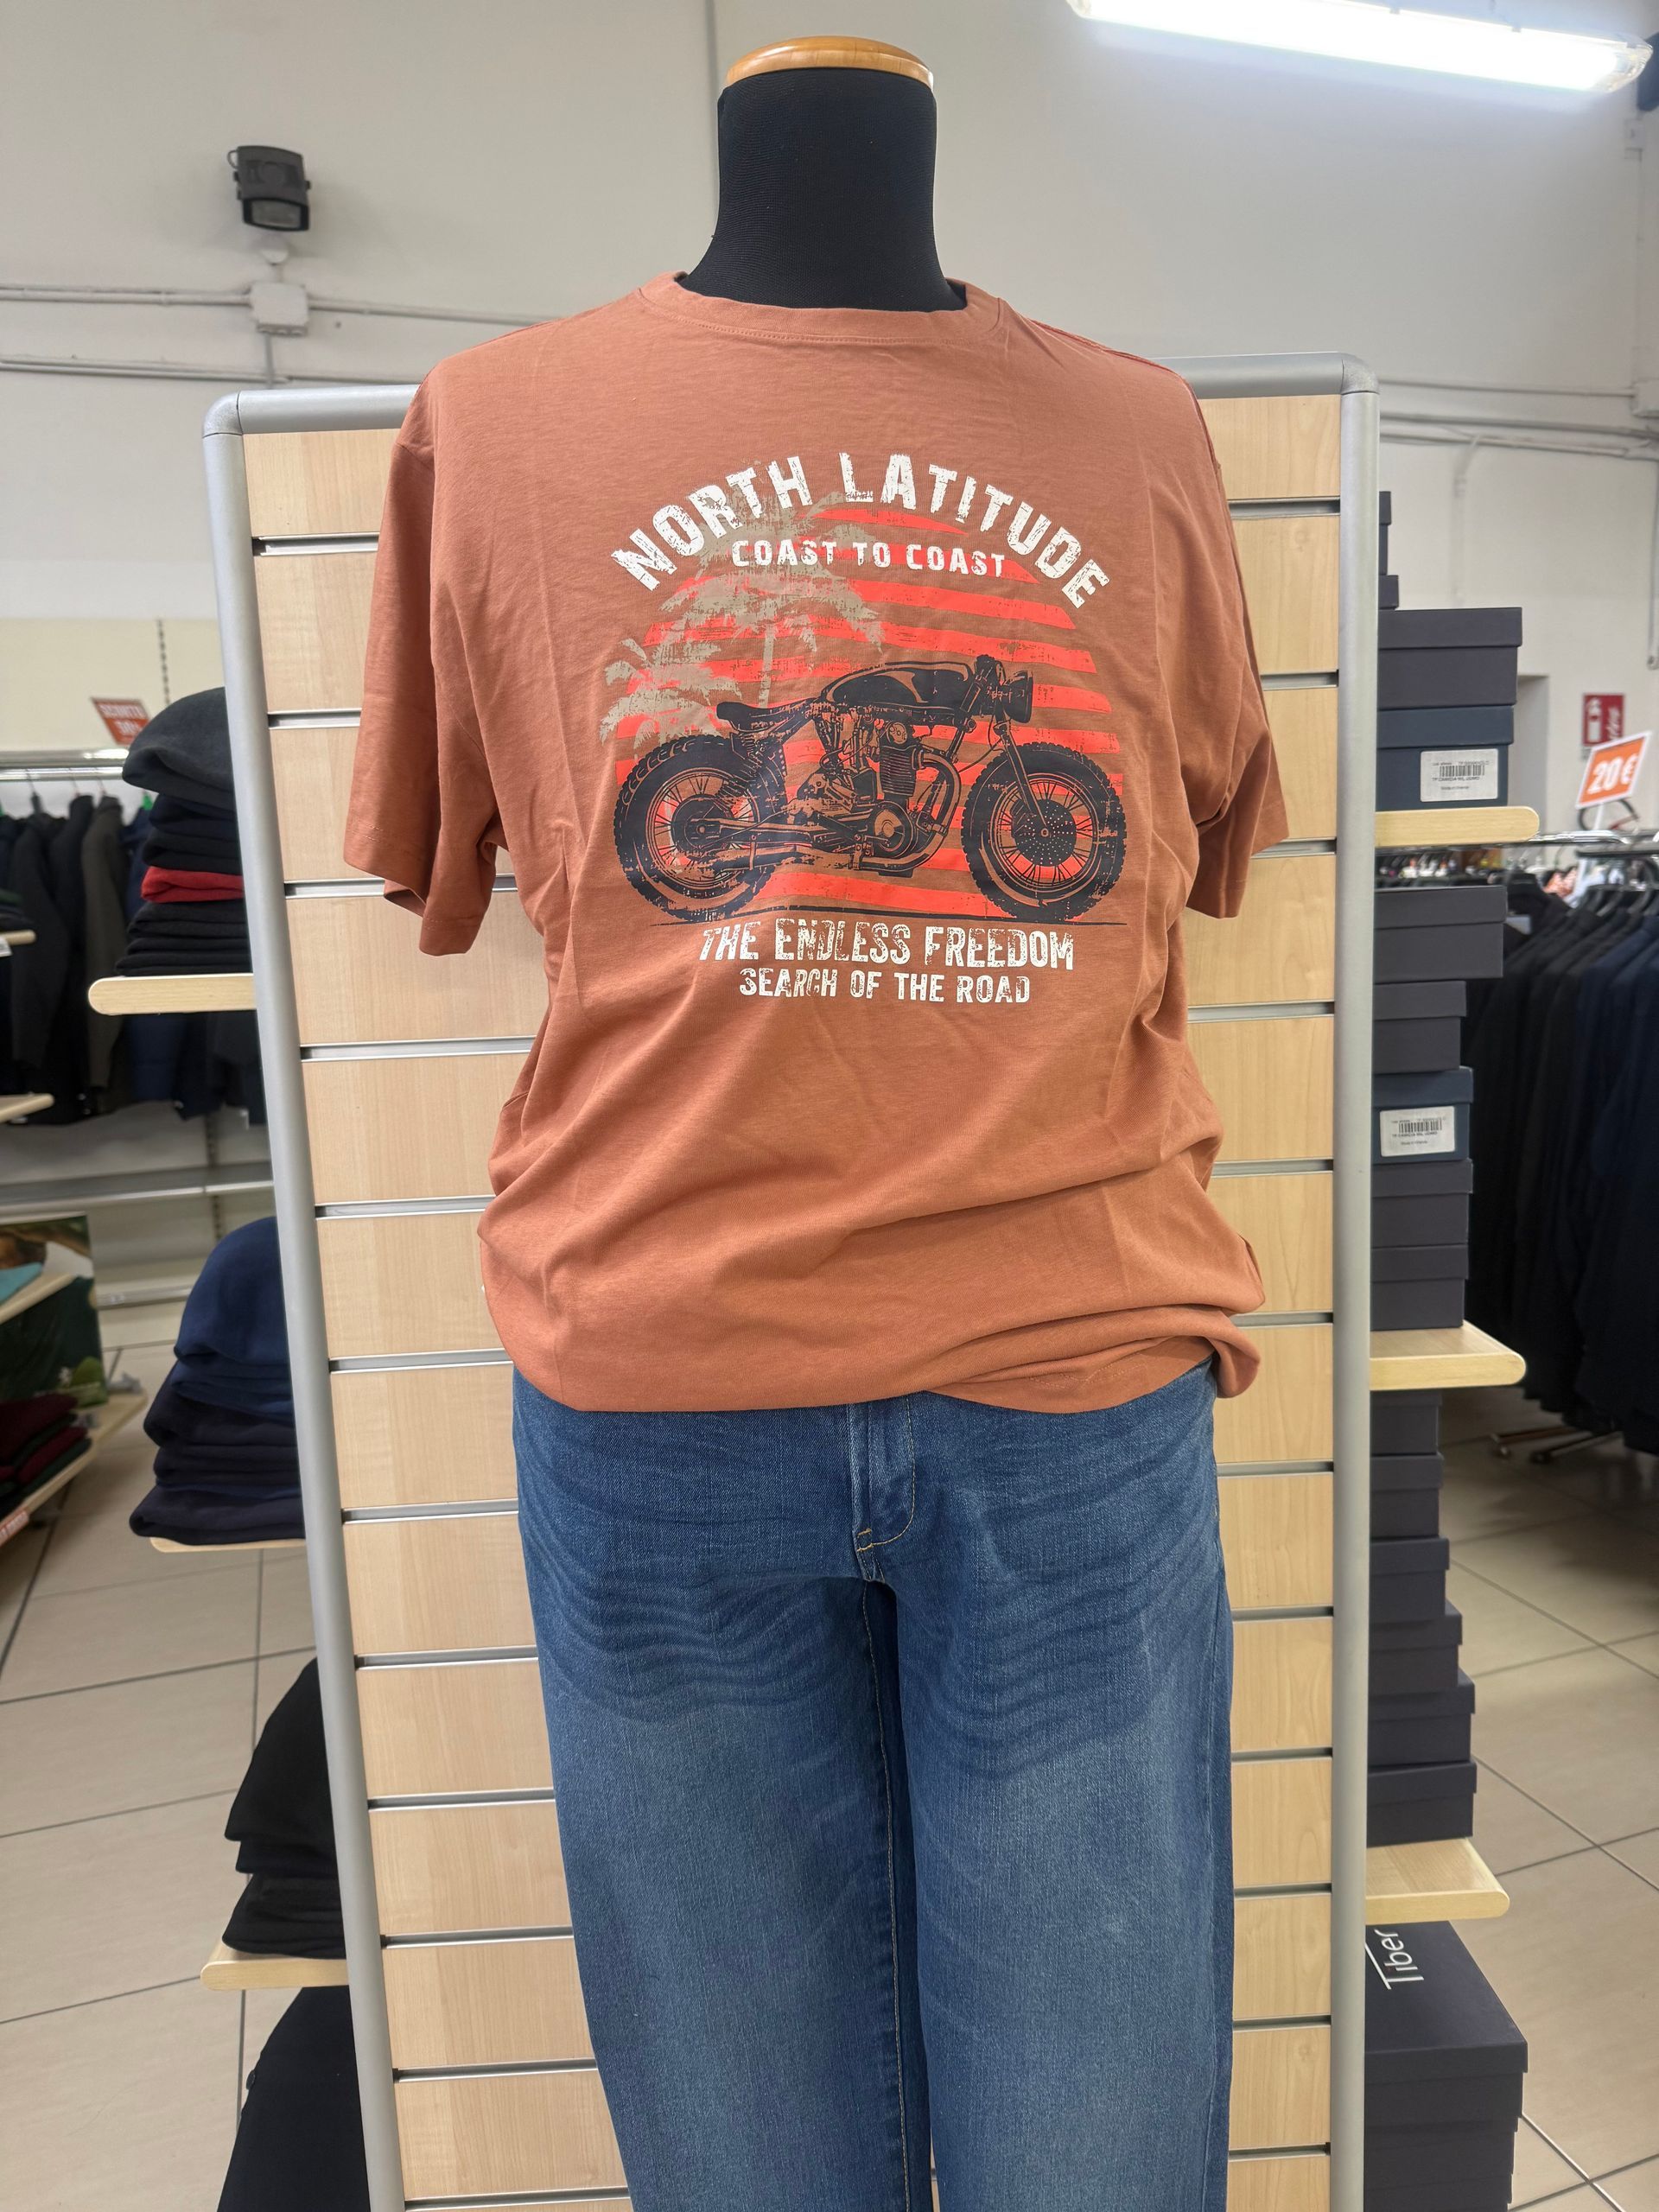 NORTH LATITUDE
COAST TO COAST
THE ENDLESS FREEDOM
SEARCH OF THE ROAD
20€
Tiber